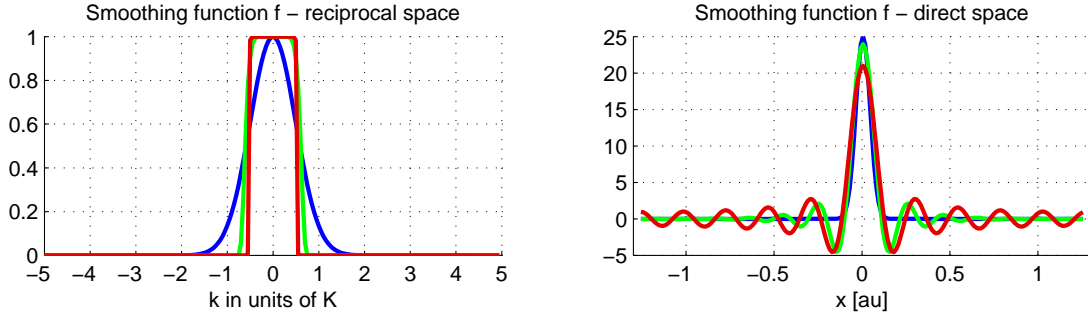 Smoothing function f − reciprocal space
1
0.8
0.6
0.4
0.2
0
−5 −4 −3 −2 −1 0 1 2 3 4 5
k in units of K
Smoothing function f − direct space
25
20
15
10
5
0
−5
−1 −0.5 0 0.5 1
x [au]